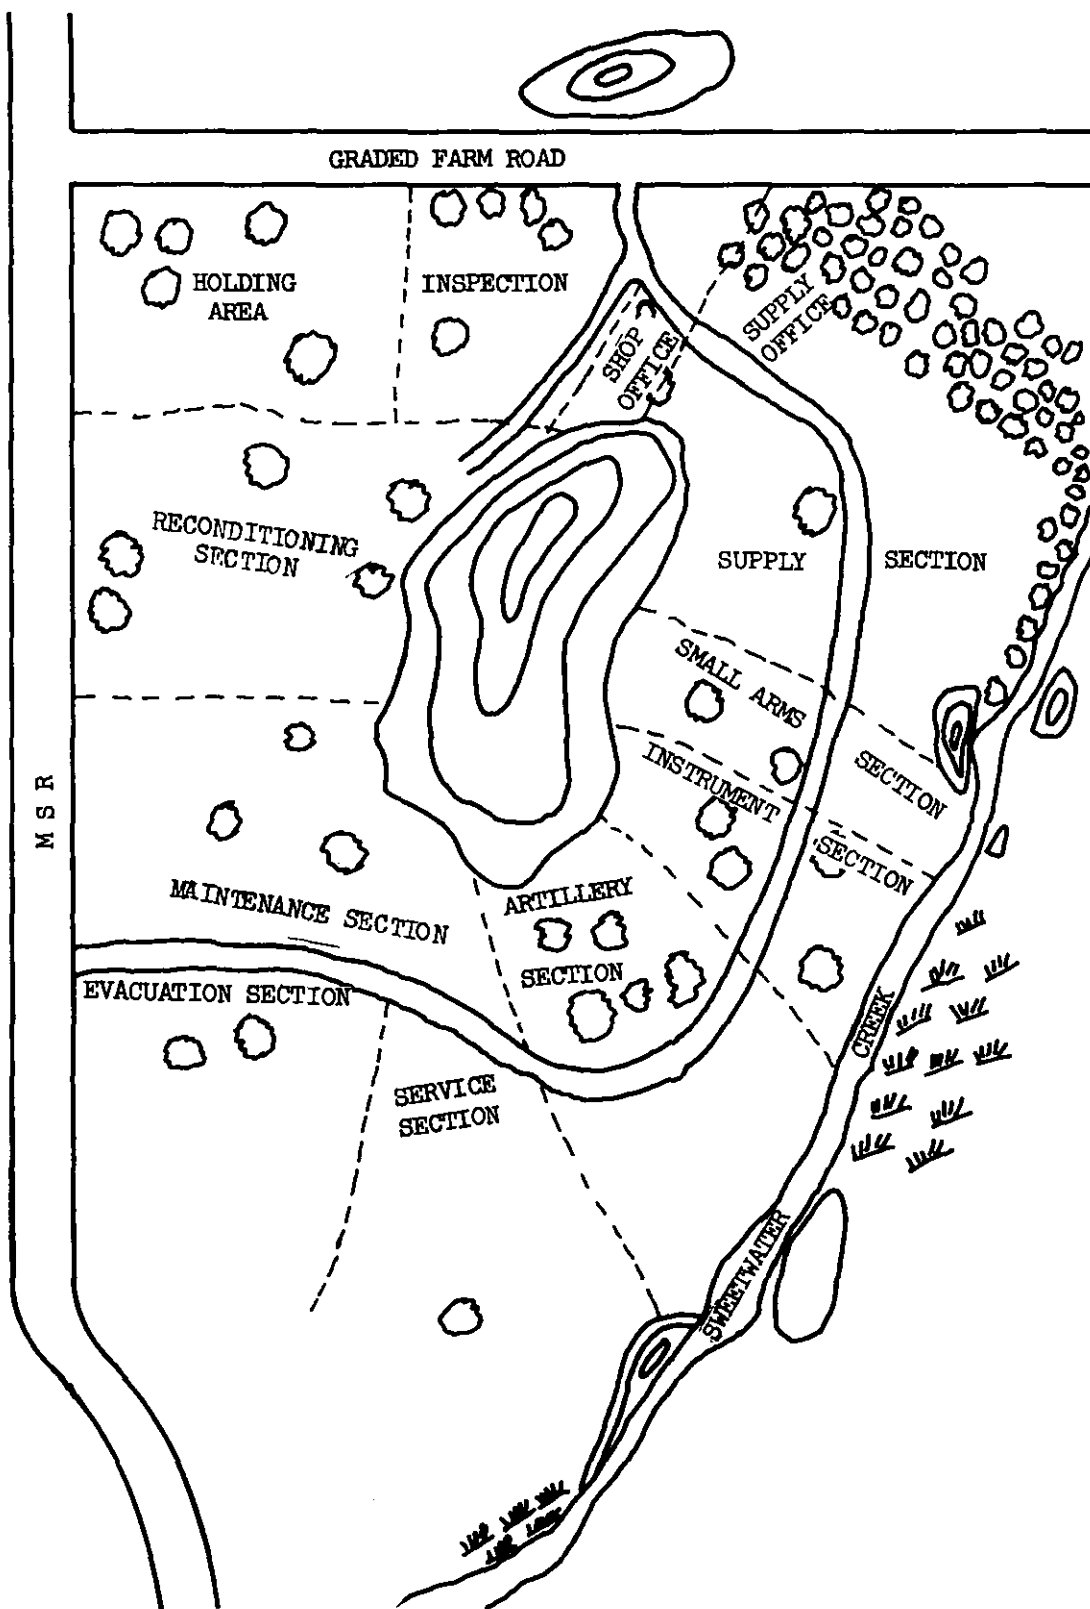 GRADED FARM ROAD
HOLDING
AREA
INSPECTION
SHOP
OFFICE
SUPPLY
OFFICE
RECONDITIONING
SECTION
SUPPLY SECTION
SMALL ARMS SECTION
INSTRUMENT SECTION
MSR
MAINTENANCE SECTION
ARTILLERY
SECTION
EVACUATION SECTION
SERVICE
SECTION
SWEETWATER CREEK